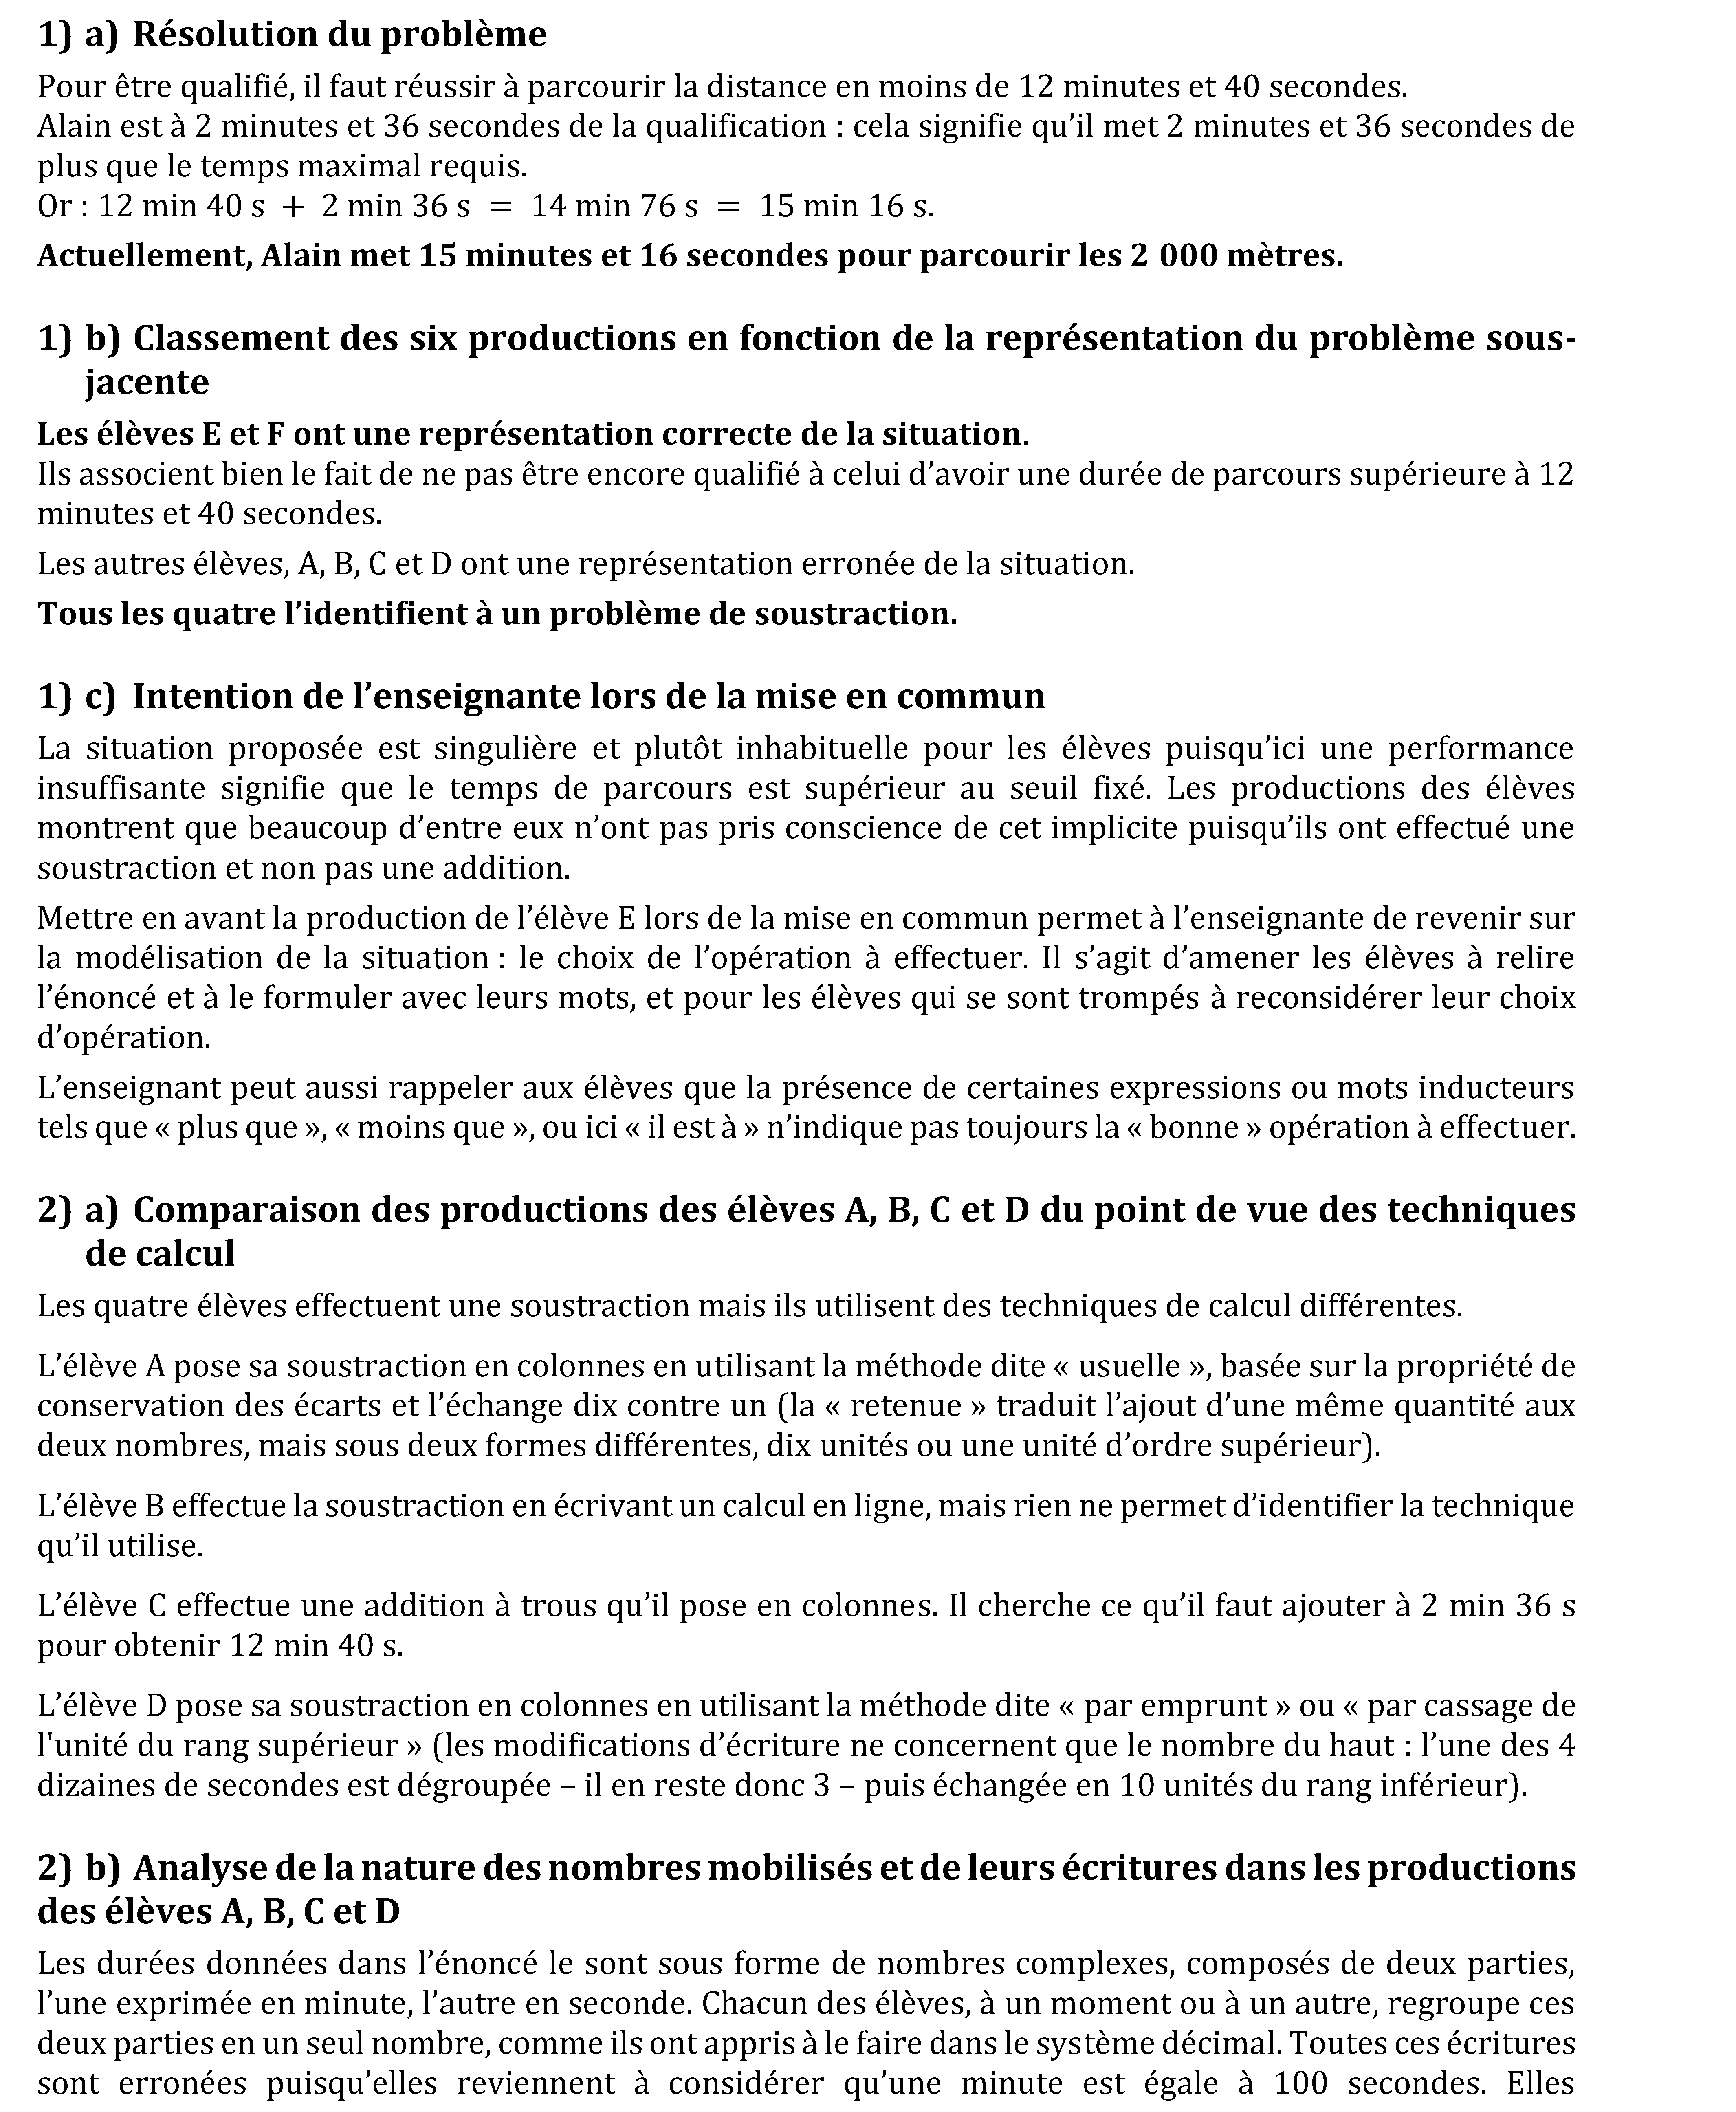 1) a) Résolution du problème
Pour être qualifié, il faut réussir à parcourir la distance en moins de 12 minutes et 40 secondes.
Alain est à 2 minutes et 36 secondes de la qualification : cela signifie qu’il met 2 minutes et 36 secondes de
plus que le temps maximal requis.
Or : 12 min 40 s + 2 min 36 s = 14 min 76 s = 15 min 16 s.
Actuellement, Alain met 15 minutes et 16 secondes pour parcourir les 2 000 mètres.
1) b) Classement des six productions en fonction de la représentation du problème sous-
jacente
Les élèves E et F ont une représentation correcte de la situation.
Ils associent bien le fait de ne pas être encore qualifié à celui d’avoir une durée de parcours supérieure à 12
minutes et 40 secondes.
Les autres élèves, A, B, C et D ont une représentation erronée de la situation.
Tous les quatre l’identifient à un problème de soustraction.
1) c) Intention de l’enseignante lors de la mise en commun
La situation proposée est singulière et plutôt inhabituelle pour les élèves puisqu’ici une performance
insuffisante signifie que le temps de parcours est supérieur au seuil fixé. Les productions des élèves
montrent que beaucoup d’entre eux n’ont pas pris conscience de cet implicite puisqu’ils ont effectué une
soustraction et non pas une addition.
Mettre en avant la production de l’élève E lors de la mise en commun permet à l’enseignante de revenir sur
la modélisation de la situation : le choix de l’opération à effectuer. Il s’agit d’amener les élèves à relire
l’énoncé et à le formuler avec leurs mots, et pour les élèves qui se sont trompés à reconsidérer leur choix
d’opération.
L’enseignant peut aussi rappeler aux élèves que la présence de certaines expressions ou mots inducteurs
tels que « plus que », « moins que », ou ici « il est à » n’indique pas toujours la « bonne » opération à effectuer.
2) a) Comparaison des productions des élèves A, B, C et D du point de vue des techniques
de calcul
Les quatre élèves effectuent une soustraction mais ils utilisent des techniques de calcul différentes.
L’élève A pose sa soustraction en colonnes en utilisant la méthode dite « usuelle », basée sur la propriété de
conservation des écarts et l’échange dix contre un (la « retenue » traduit l’ajout d’une même quantité aux
deux nombres, mais sous deux formes différentes, dix unités ou une unité d’ordre supérieur).
L’élève B effectue la soustraction en écrivant un calcul en ligne, mais rien ne permet d’identifier la technique
qu’il utilise.
L’élève C effectue une addition à trous qu’il pose en colonnes. Il cherche ce qu’il faut ajouter à 2 min 36 s
pour obtenir 12 min 40 s.
L’élève D pose sa soustraction en colonnes en utilisant la méthode dite « par emprunt » ou « par cassage de
l'unité du rang supérieur » (les modifications d’écriture ne concernent que le nombre du haut : l’une des 4
dizaines de secondes est dégroupée – il en reste donc 3 – puis échangée en 10 unités du rang inférieur).
2) b) Analyse de la nature des nombres mobilisés et de leurs écritures dans les productions
des élèves A, B, C et D
Les durées données dans l’énoncé le sont sous forme de nombres complexes, composés de deux parties,
l’une exprimée en minute, l’autre en seconde. Chacun des élèves, à un moment ou à un autre, regroupe ces
deux parties en un seul nombre, comme ils ont appris à le faire dans le système décimal. Toutes ces écritures
sont erronées puisqu’elles reviennent à considérer qu’une minute est égale à 100 secondes. Elles